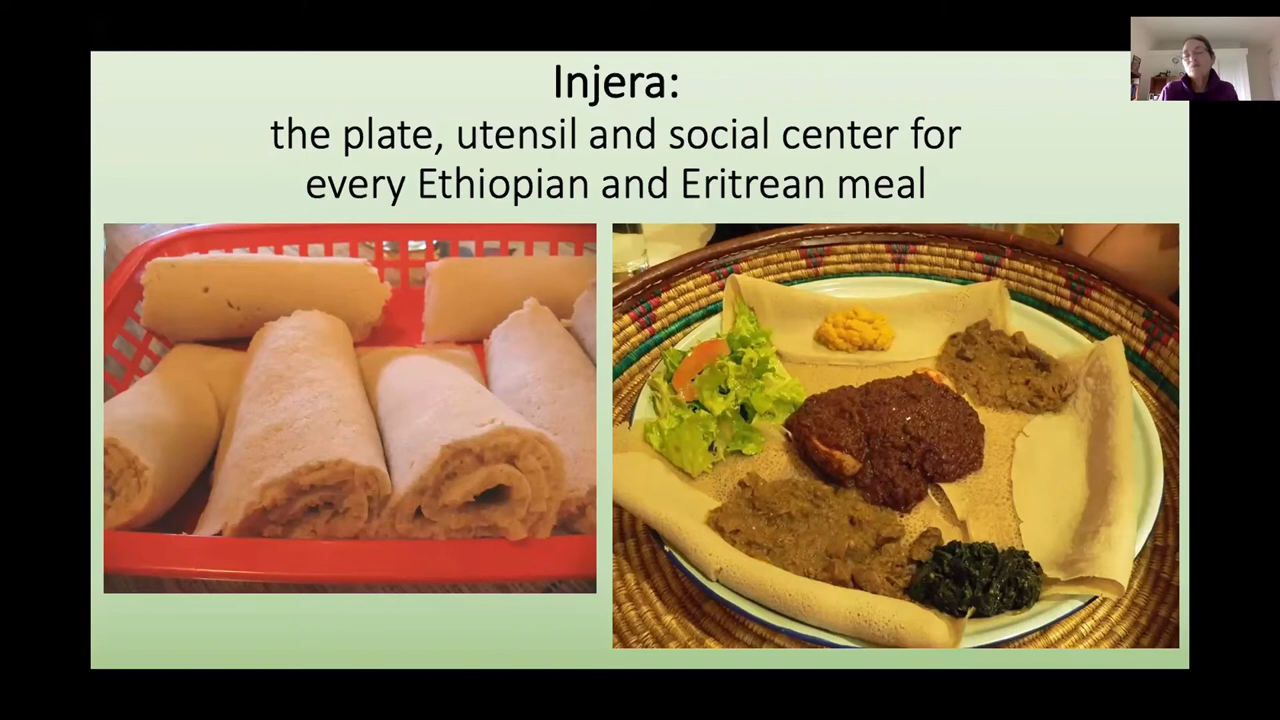 Injera:
the plate, utensil and social center for
every Ethiopian and Eritrean meal